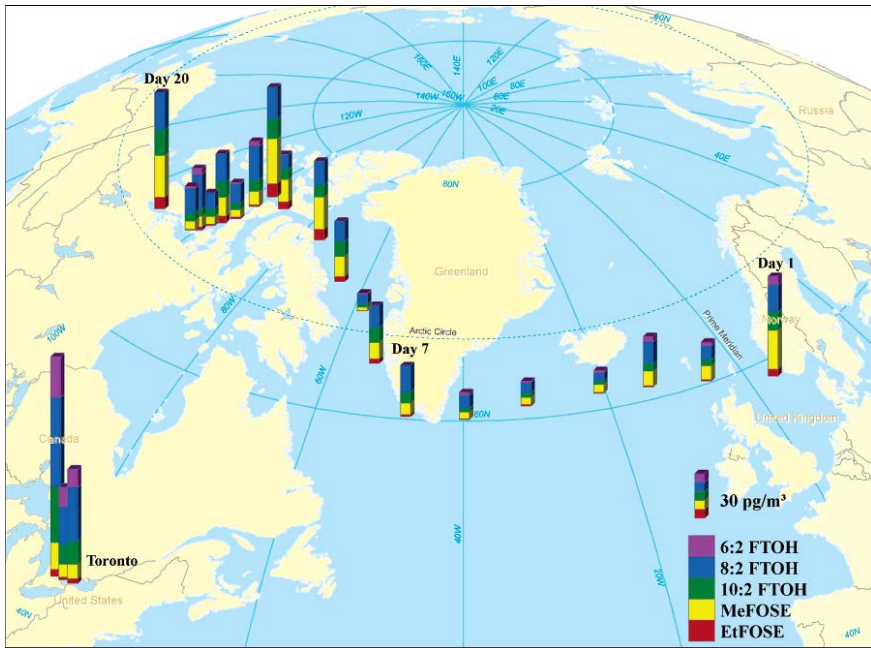 60N
160E
140E
120E
100E
80E
140W
160W
60E
20E
120W
Russia
40E
Day 20
80N
Greenland
Day 1
Prime Meridian
Norway
80W
100W
Arctic Circle
60W
Day 7
60N
United Kingdom
Canada
30 pg/m³
40W
20W
6:2 FTOH
8:2 FTOH
10:2 FTOH
MeFOSE
EtFOSE
Toronto
United States
40N
40N